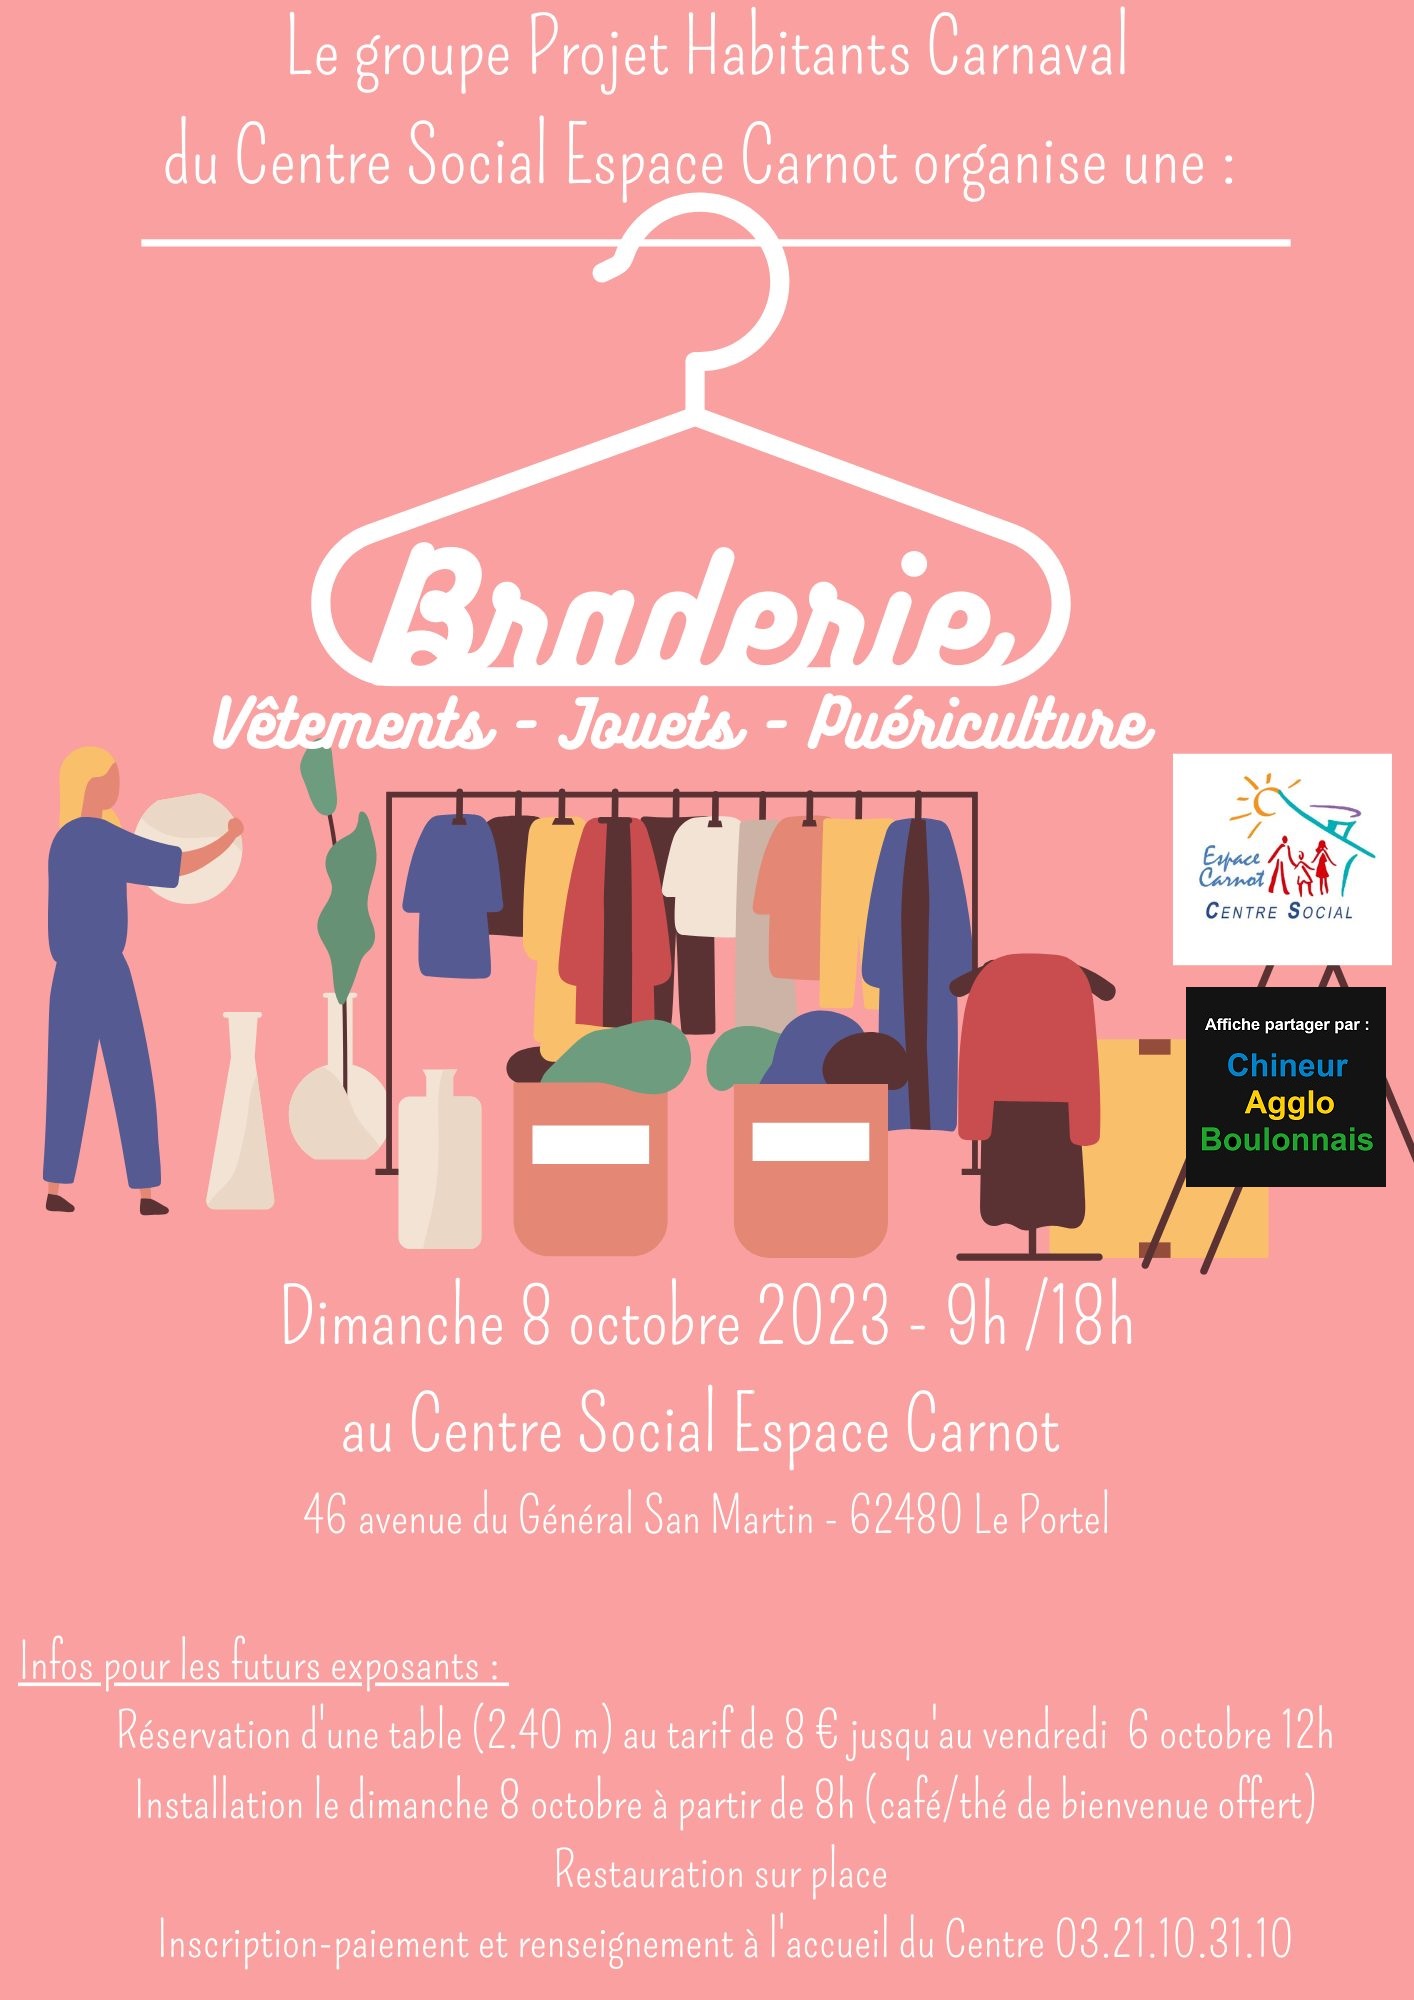 Le groupe Projet Habitants Carnaval
du Centre Social Espace Carnot organise une :
Braderie
Vêtements - Jouets - Puériculture
Espace
Carnot
CENTRE SOCIAL
Affiche partager par :
Chineur
Agglo
Boulonnais
Dimanche 8 octobre 2023 - 9h /18h
au Centre Social Espace Carnot
46 avenue du Général San Martin - 62480 Le Portel
Infos pour les futurs exposants :
Réservation d'une table (2.40 m) au tarif de 8 € jusqu'au vendredi 6 octobre 12h
Installation le dimanche 8 octobre à partir de 8h (café/thé de bienvenue offert)
Restauration sur place
Inscription-paiement et renseignement à l'accueil du Centre 03.21.10.31.10